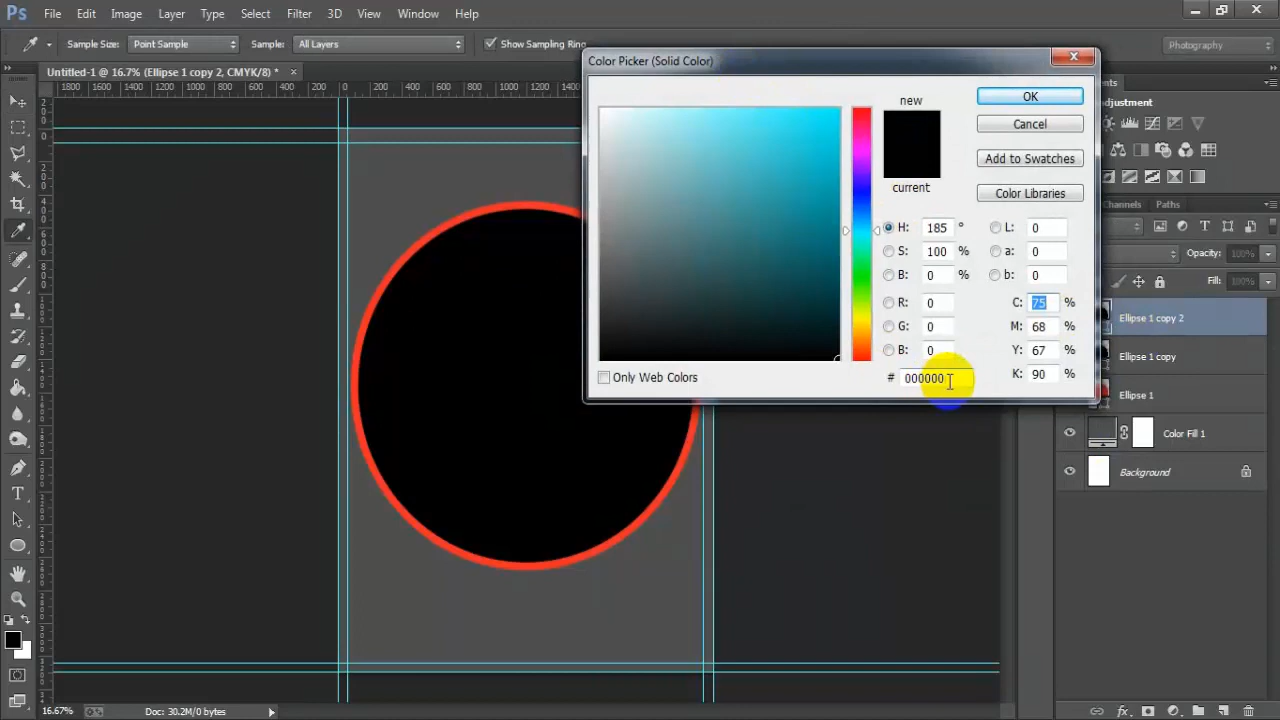 Ps File Edit Image Layer Type Select Filter 3D View Window Help
Sample Size: Point Sample Sample: All Layers Show Sampling Ring Photography
Untitled-1 @ 16.7% (Ellipse 1 copy 2, CMYK/8) * ×
1800 1600 1400 1200 1000 800 600 400 200 0 200 400 600 800 1000 1200 1400
Color Picker (Solid Color)
new
current
OK
Cancel
Add to Swatches
Color Libraries
H: 185 °
S: 100 %
B: 0 %
R: 0
G: 0
B: 0
L: 0
a: 0
b: 0
C: 75 %
M: 68 %
Y: 67 %
K: 90 %
# 000000
Only Web Colors
ents
Adjustment
Channels Paths
Opacity: 100%
Fill: 100%
Ellipse 1 copy 2
Ellipse 1 copy
Ellipse 1
Color Fill 1
Background
fx
16.67% Doc: 30.2M/0 bytes